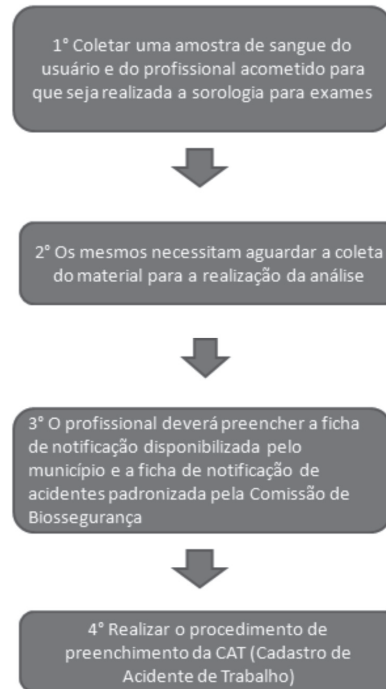 1° Coletar uma amostra de sangue do
usuário e do profissional acometido para
que seja realizada a sorologia para exames
2° Os mesmos necessitam aguardar a coleta
do material para a realização da análise
3° O profissional deverá preencher a ficha
de notificação disponibilizada pelo
município e a ficha de notificação de
acidentes padronizada pela Comissão de
Biossegurança
4° Realizar o procedimento de
preenchimento da CAT (Cadastro de
Acidente de Trabalho)